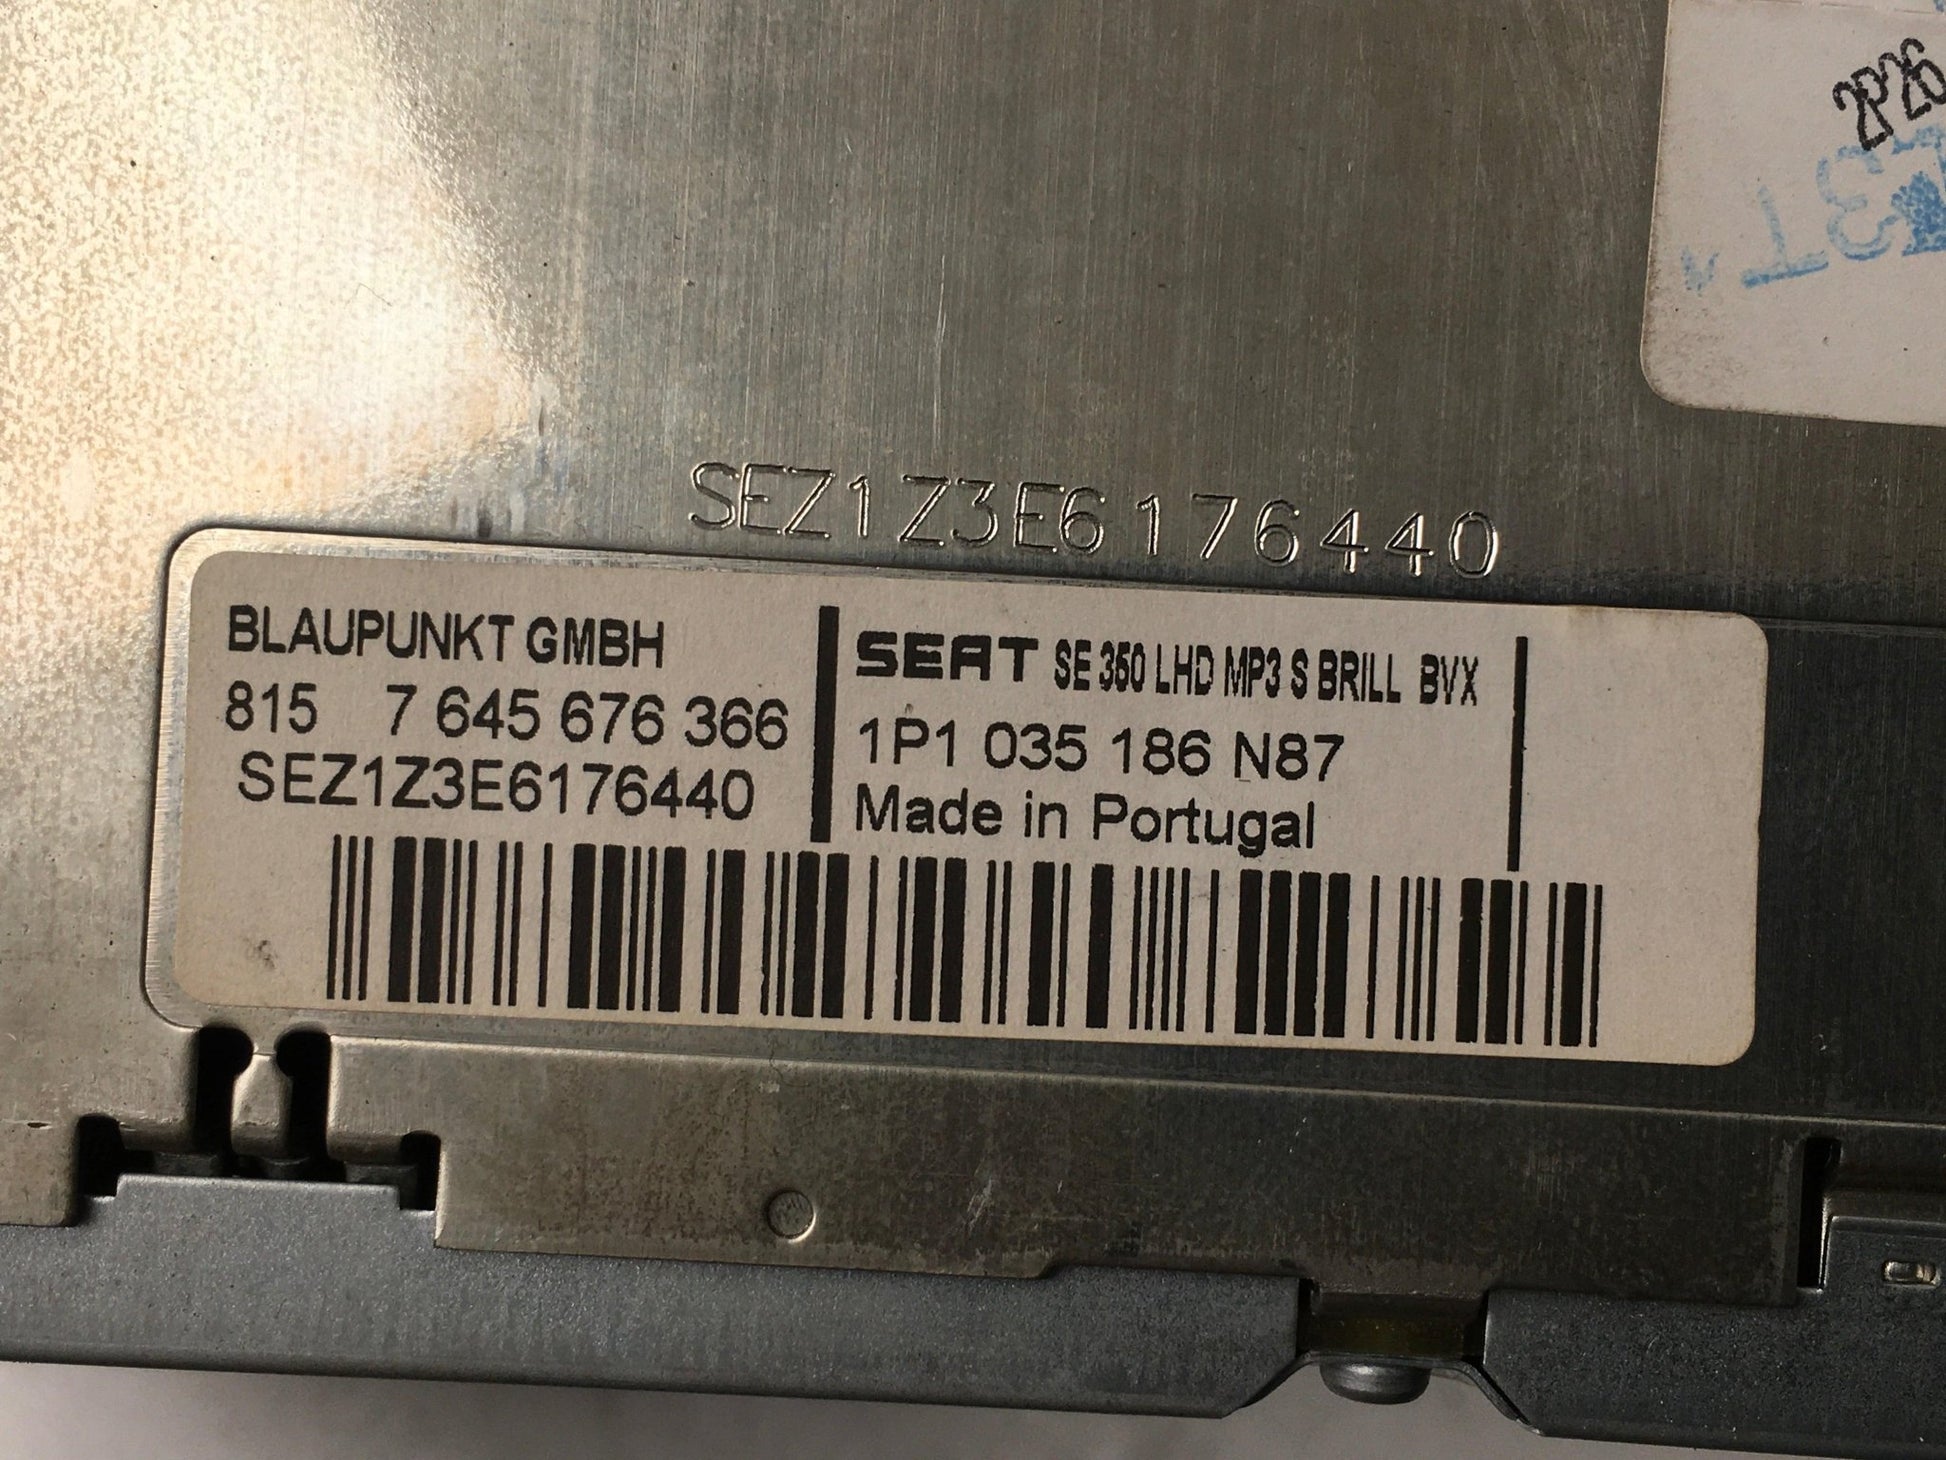 2P26
SEZ1Z3E6176440
BLAUPUNKT GMBH
815 7 645 676 366
SEZ1Z3E6176440
SEAT SE 350 LHD MP3 S BRILL BVX
1P1 035 186 N87
Made in Portugal